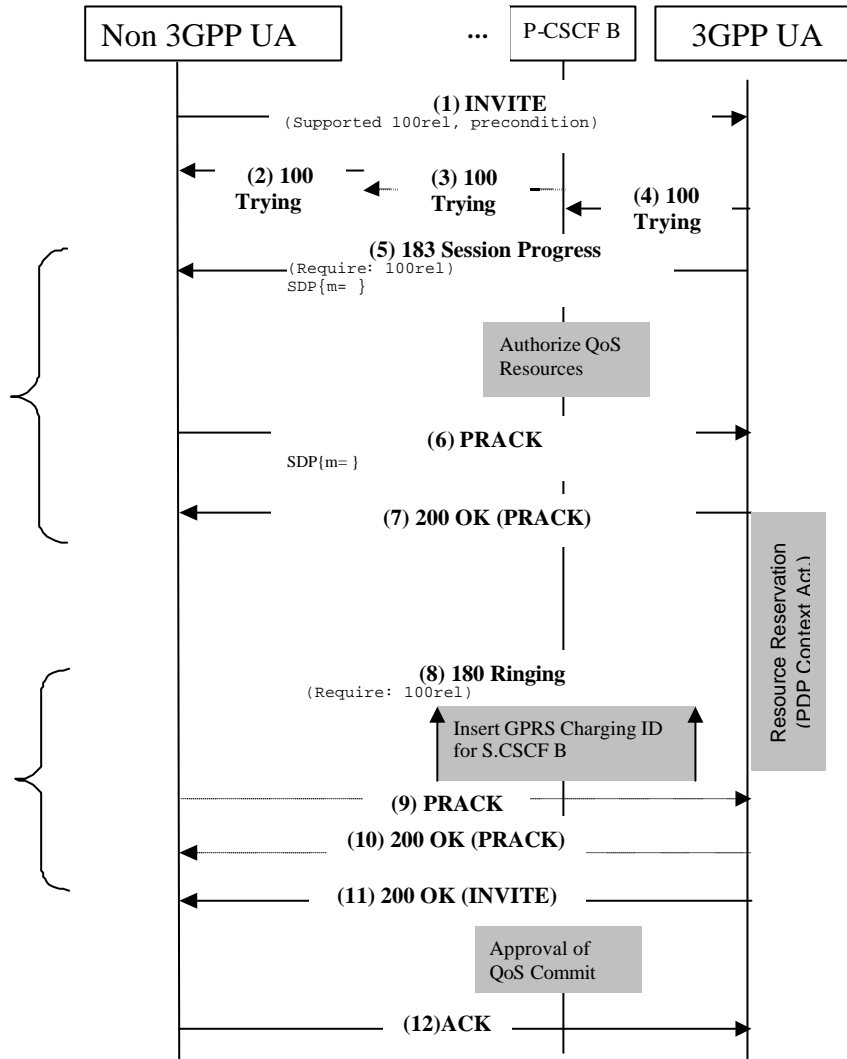 Non 3GPP UA
...
P-CSCF B
3GPP UA
(1) INVITE
(Supported 100rel, precondition)
(2) 100
Trying
(3) 100
Trying
(4) 100
Trying
(5) 183 Session Progress
(Require: 100rel)
SDP{m= }
Authorize QoS
Resources
(6) PRACK
SDP{m= }
(7) 200 OK (PRACK)
Resource Reservation
(PDP Context Act.)
(8) 180 Ringing
(Require: 100rel)
Insert GPRS Charging ID
for S.CSCF B
(9) PRACK
(10) 200 OK (PRACK)
(11) 200 OK (INVITE)
Approval of
QoS Commit
(12)ACK